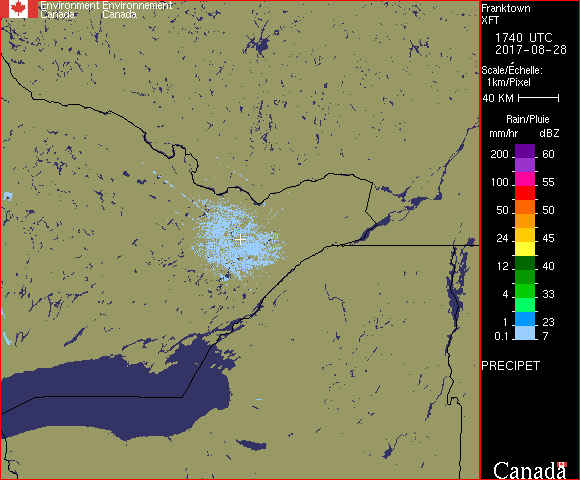 Environment Environnement
Canada Canada
Franktown
XFT
1740 UTC
2017-08-28
Scale/Échelle:
1km/Pixel
40 KM
Rain/Pluie
mm/hr dBZ
200 60
100 55
50 50
24 45
12 40
4 33
1 23
0.1 7
PRECIPET
Canada